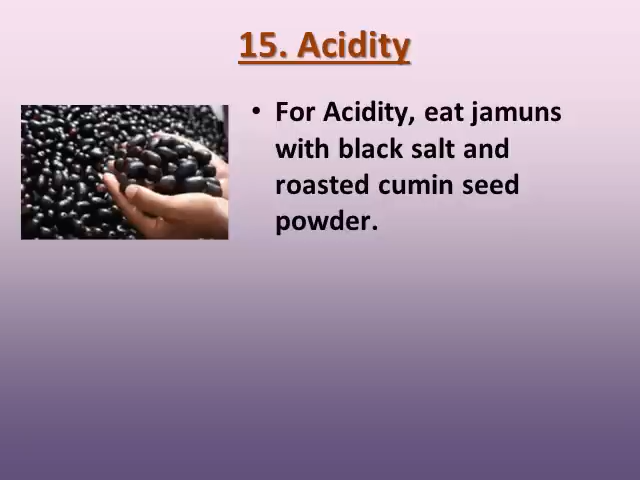 15. Acidity
• For Acidity, eat jamuns
with black salt and
roasted cumin seed
powder.